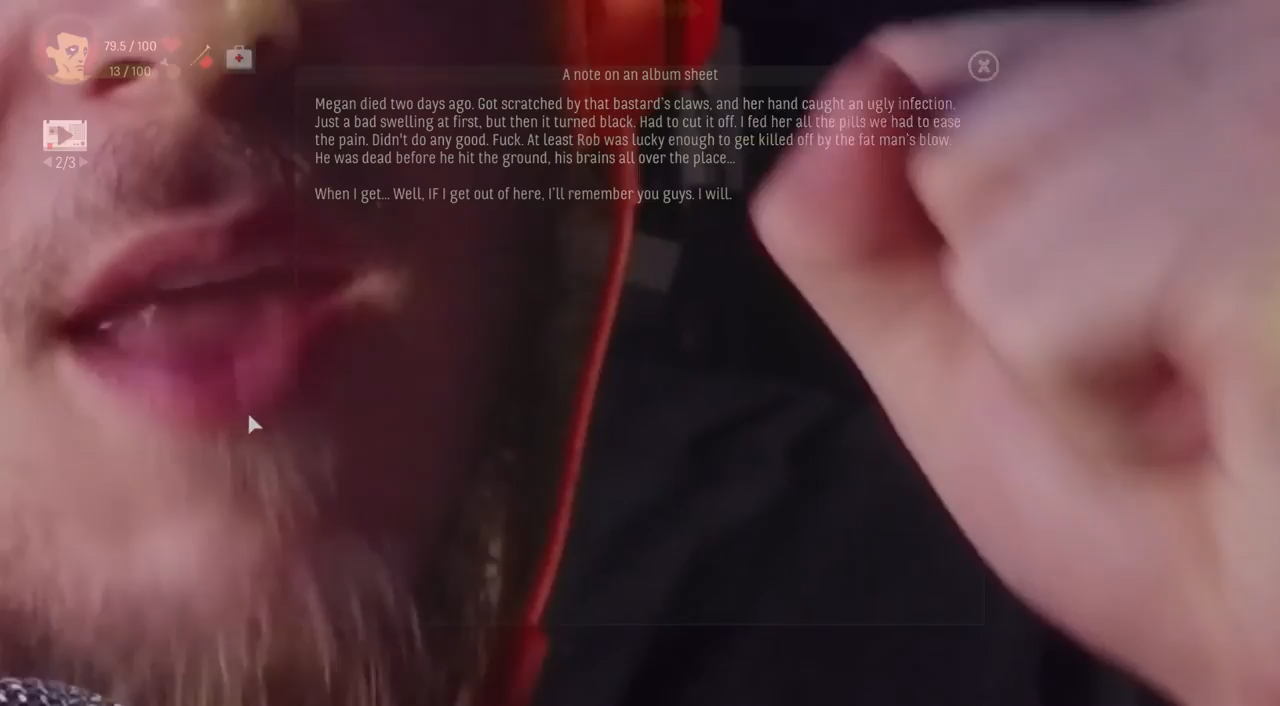 79.5 / 100
13 / 100
2/3
A note on an album sheet
Megan died two days ago. Got scratched by that bastard's claws, and her hand caught an ugly infection.
Just a bad swelling at first, but then it turned black. Had to cut it off. I fed her all the pills we had to ease
the pain. Didn't do any good. Fuck. At least Rob was lucky enough to get killed off by the fat man's blow.
He was dead before he hit the ground, his brains all over the place...
When I get... Well, IF I get out of here, I'll remember you guys. I will.